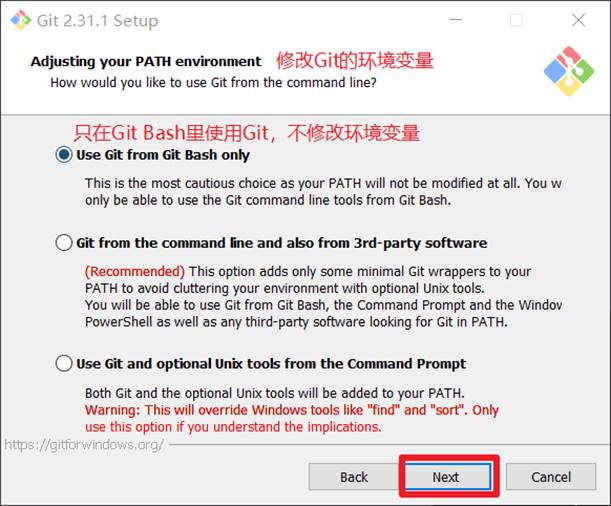 Git 2.31.1 Setup
Adjusting your PATH environment 修改Git的环境变量
How would you like to use Git from the command line?
只在Git Bash里使用Git，不修改环境变量
Use Git from Git Bash only
This is the most cautious choice as your PATH will not be modified at all. You w
only be able to use the Git command line tools from Git Bash.
Git from the command line and also from 3rd-party software
(Recommended) This option adds only some minimal Git wrappers to your
PATH to avoid cluttering your environment with optional Unix tools.
You will be able to use Git from Git Bash, the Command Prompt and the Window
PowerShell as well as any third-party software looking for Git in PATH.
Use Git and optional Unix tools from the Command Prompt
Both Git and the optional Unix tools will be added to your PATH.
Warning: This will override Windows tools like "find" and "sort". Only
use this option if you understand the implications.
https://gitforwindows.org/
Back Next Cancel